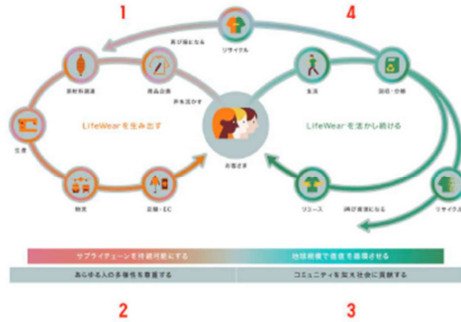 1
4
再び服になる
リサイクル
原材料調達
商品企画
声を活かす
生活
回収・分類
LifeWearを生み出す
LifeWearを活かし続ける
生産
お客さま
物流
店舗・EC
リユース
再び資源になる
リサイクル
サプライチェーンを持続可能にする
地球規模で価値を循環させる
あらゆる人の多様性を尊重する
コミュニティを支え社会に貢献する
2
3